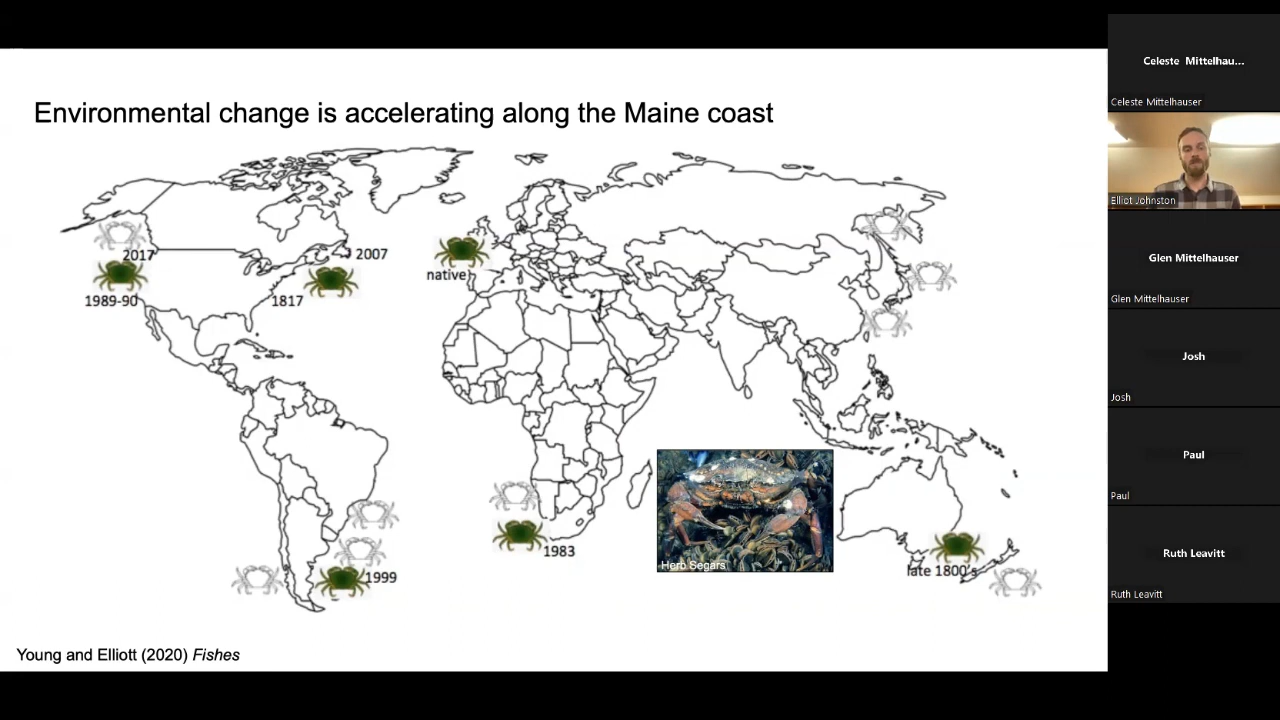 Environmental change is accelerating along the Maine coast
2017
1989-90
2007
1817
native
1983
1999
late 1800's
Herb Segars
Young and Elliott (2020) Fishes
Celeste Mittelhau...
Celeste Mittelhauser
Elliot Johnston
Glen Mittelhauser
Glen Mittelhauser
Josh
Josh
Paul
Paul
Ruth Leavitt
Ruth Leavitt